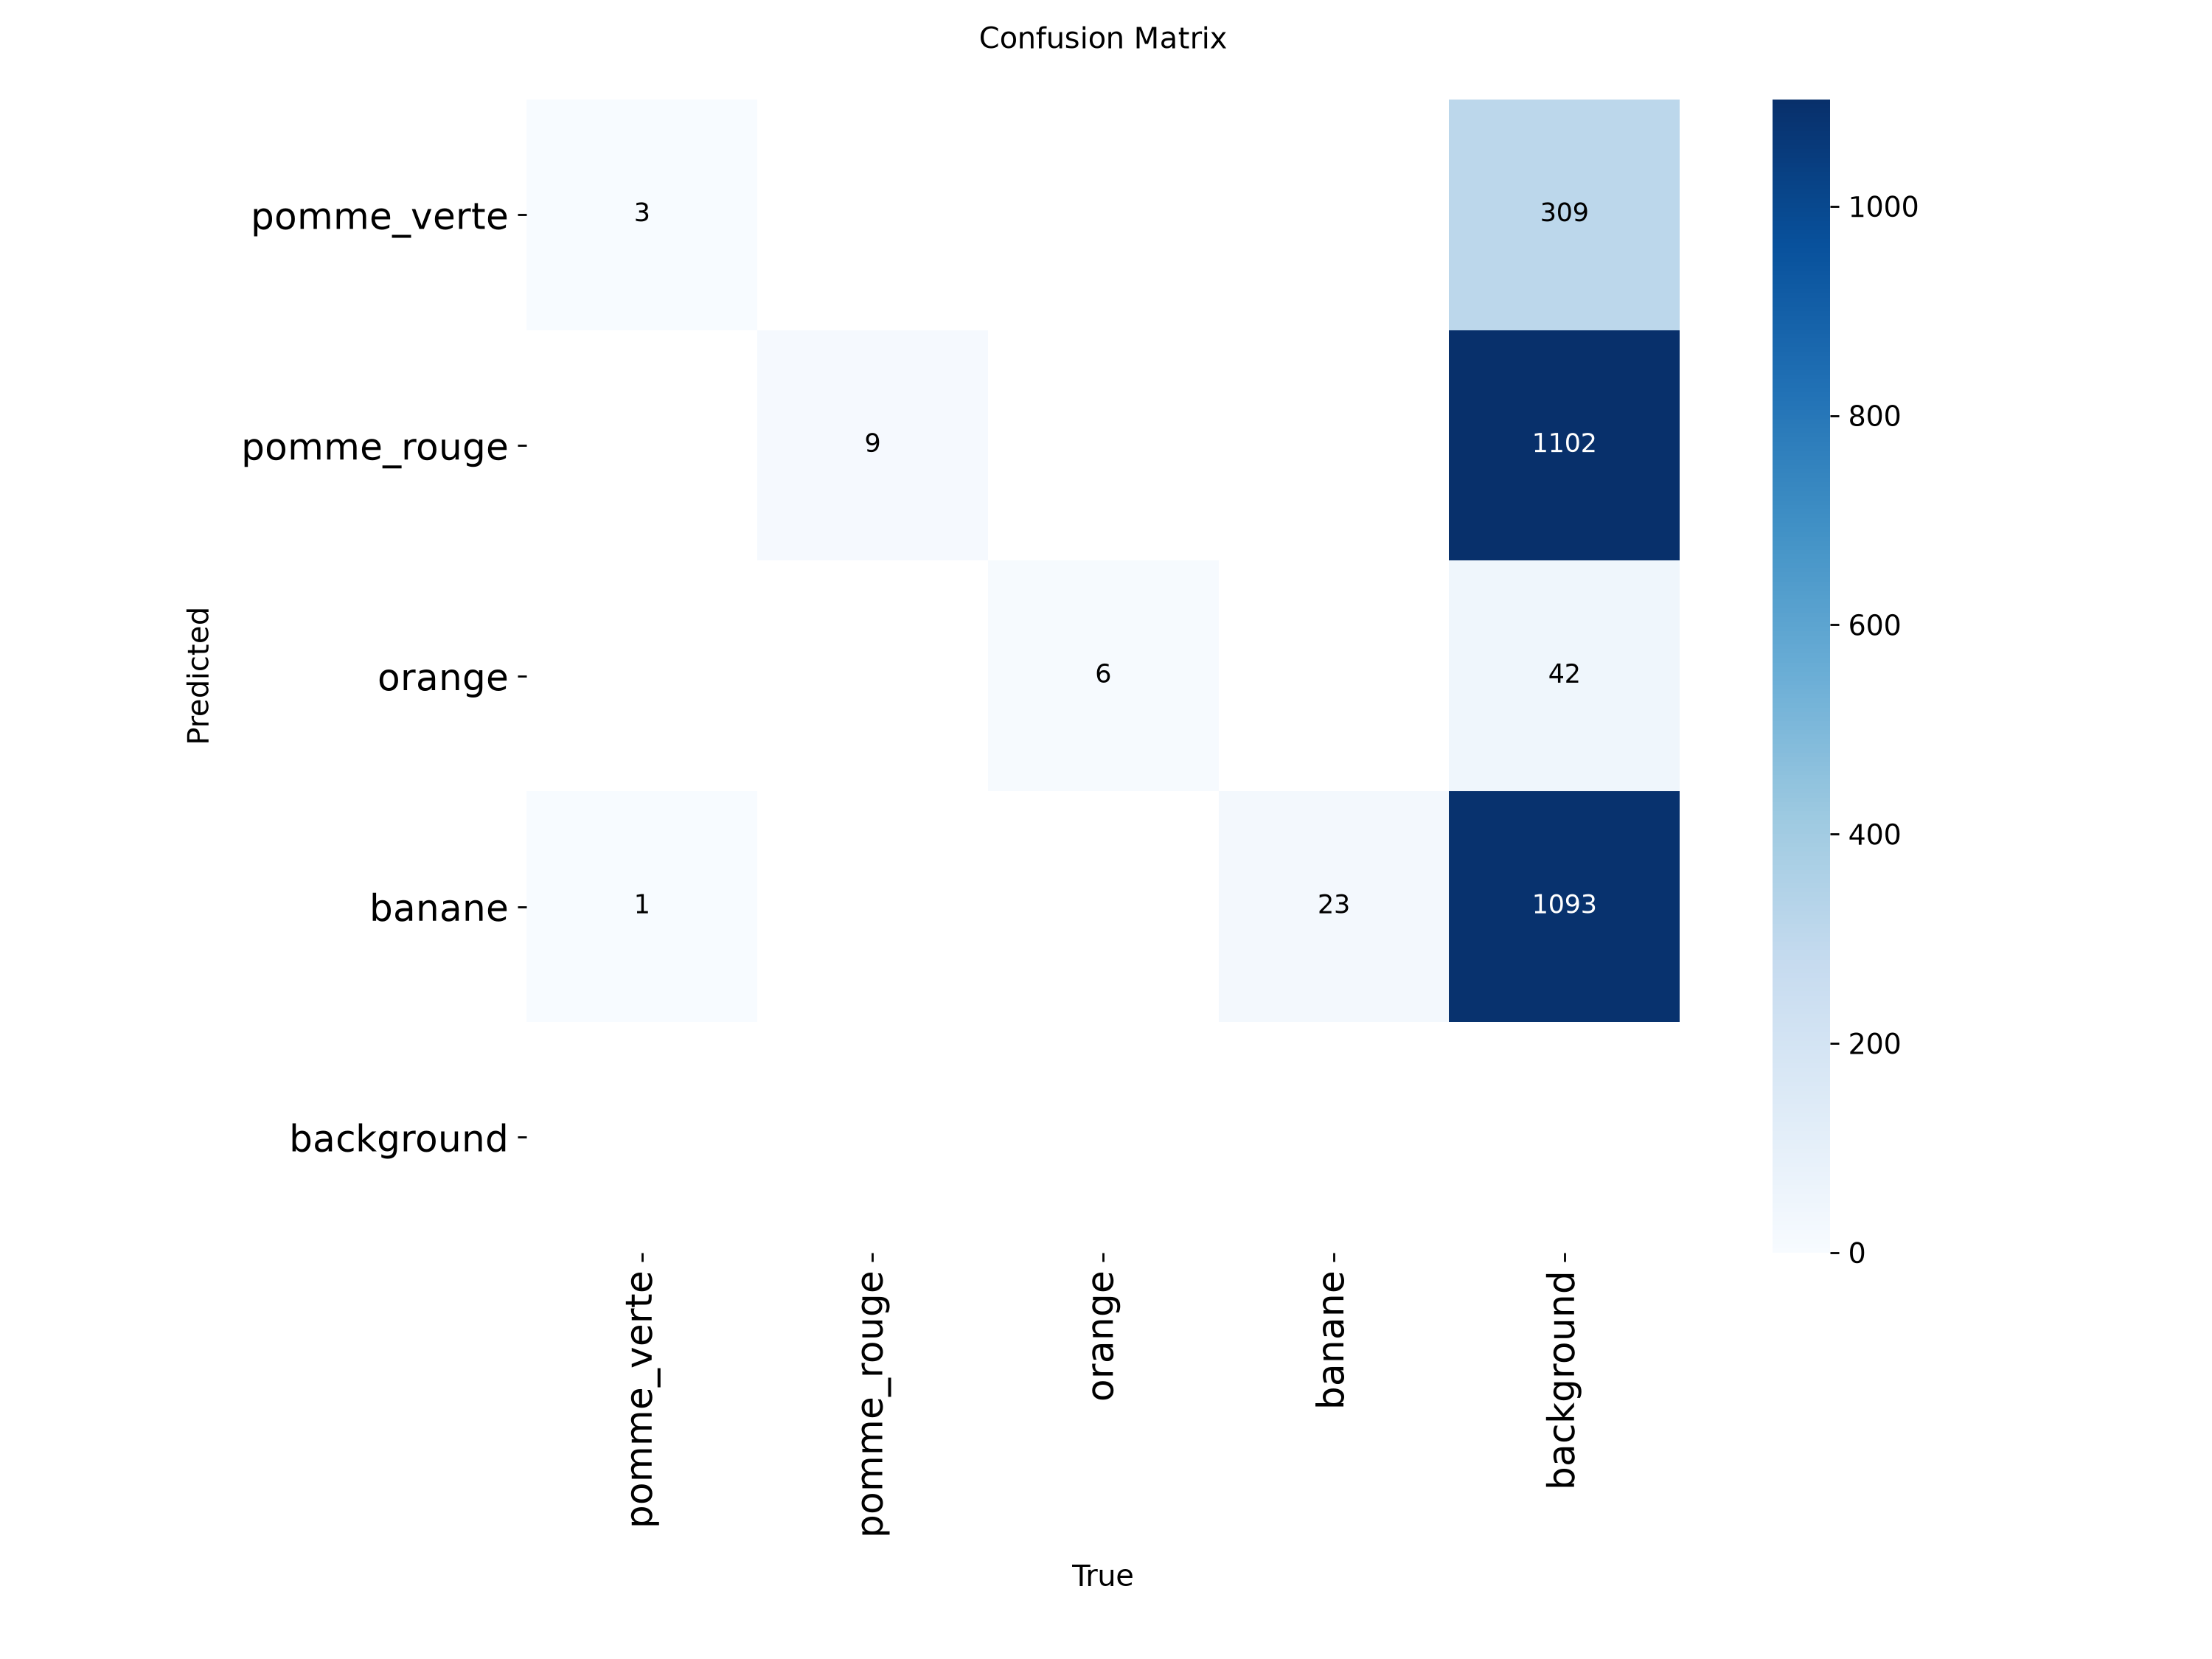 Confusion Matrix
pomme_verte
3
309
pomme_rouge
9
1102
orange
6
42
banane
1
23
1093
background
Predicted
pomme_verte
pomme_rouge
orange
banane
background
True
1000
800
600
400
200
0